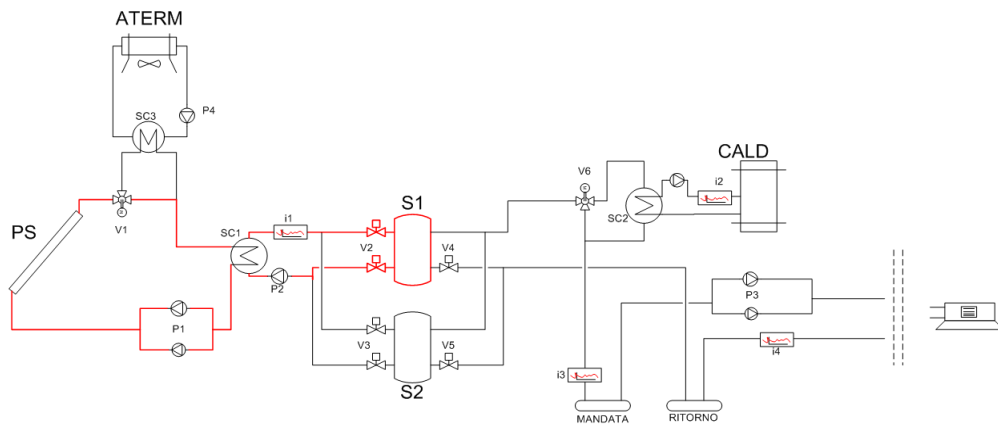 ATERM
P4
SC3
V6
CALD
i2
SC2
V1
PS
SC1
i1
S1
V2
V4
P2
P1
P3
V3
V5
i4
S2
i3
MANDATA
RITORNO